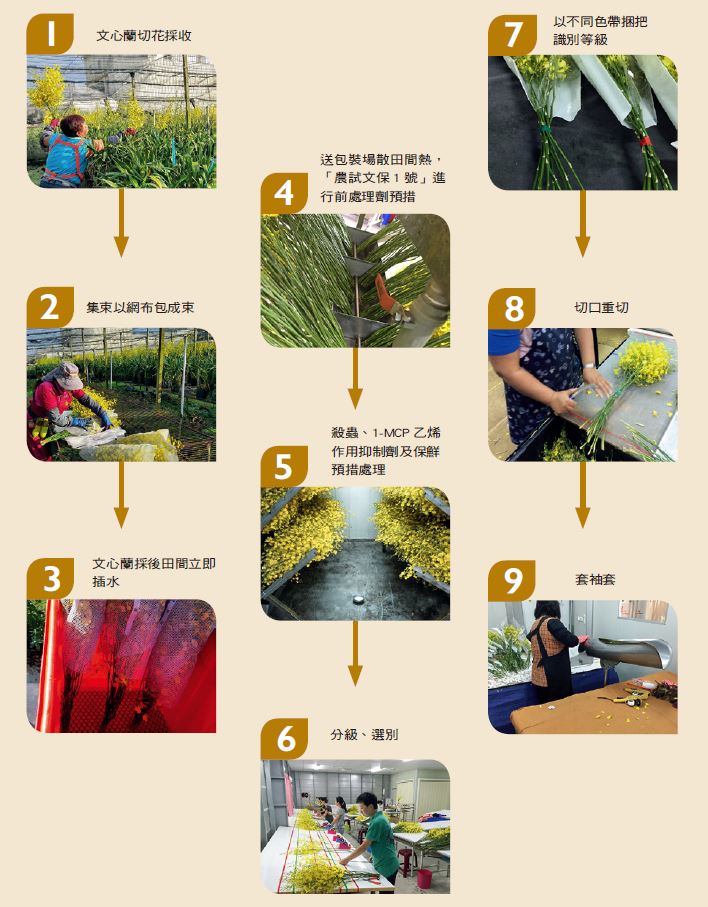 1
文心蘭切花採收
2
集束以網布包成束
3
文心蘭採後田間立即
插水
4
送包裝場散田間熱,
「農試文保1號」進
行前處理劑預措
5
殺蟲、1-MCP 乙烯
作用抑制劑及保鮮
預措處理
6
分級、選別
7
以不同色帶捆把
識別等級
8
切口重切
9
套袖套